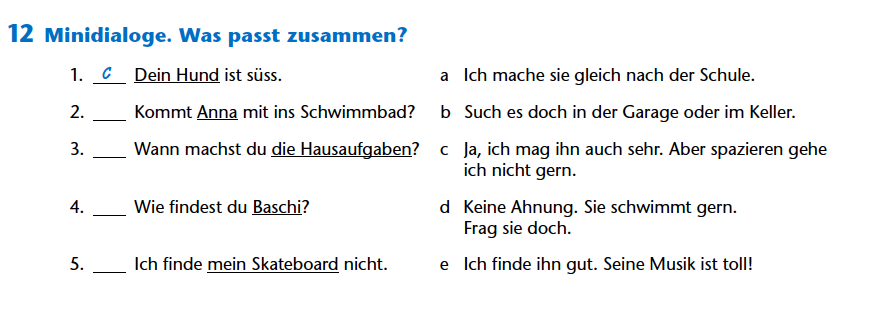 12 Minidialoge. Was passt zusammen?
1. c Dein Hund ist süss. a Ich mache sie gleich nach der Schule.
2. ____ Kommt Anna mit ins Schwimmbad? b Such es doch in der Garage oder im Keller.
3. ____ Wann machst du die Hausaufgaben? c Ja, ich mag ihn auch sehr. Aber spazieren gehe
ich nicht gern.
4. ____ Wie findest du Baschi? d Keine Ahnung. Sie schwimmt gern.
Frag sie doch.
5. ____ Ich finde mein Skateboard nicht. e Ich finde ihn gut. Seine Musik ist toll!